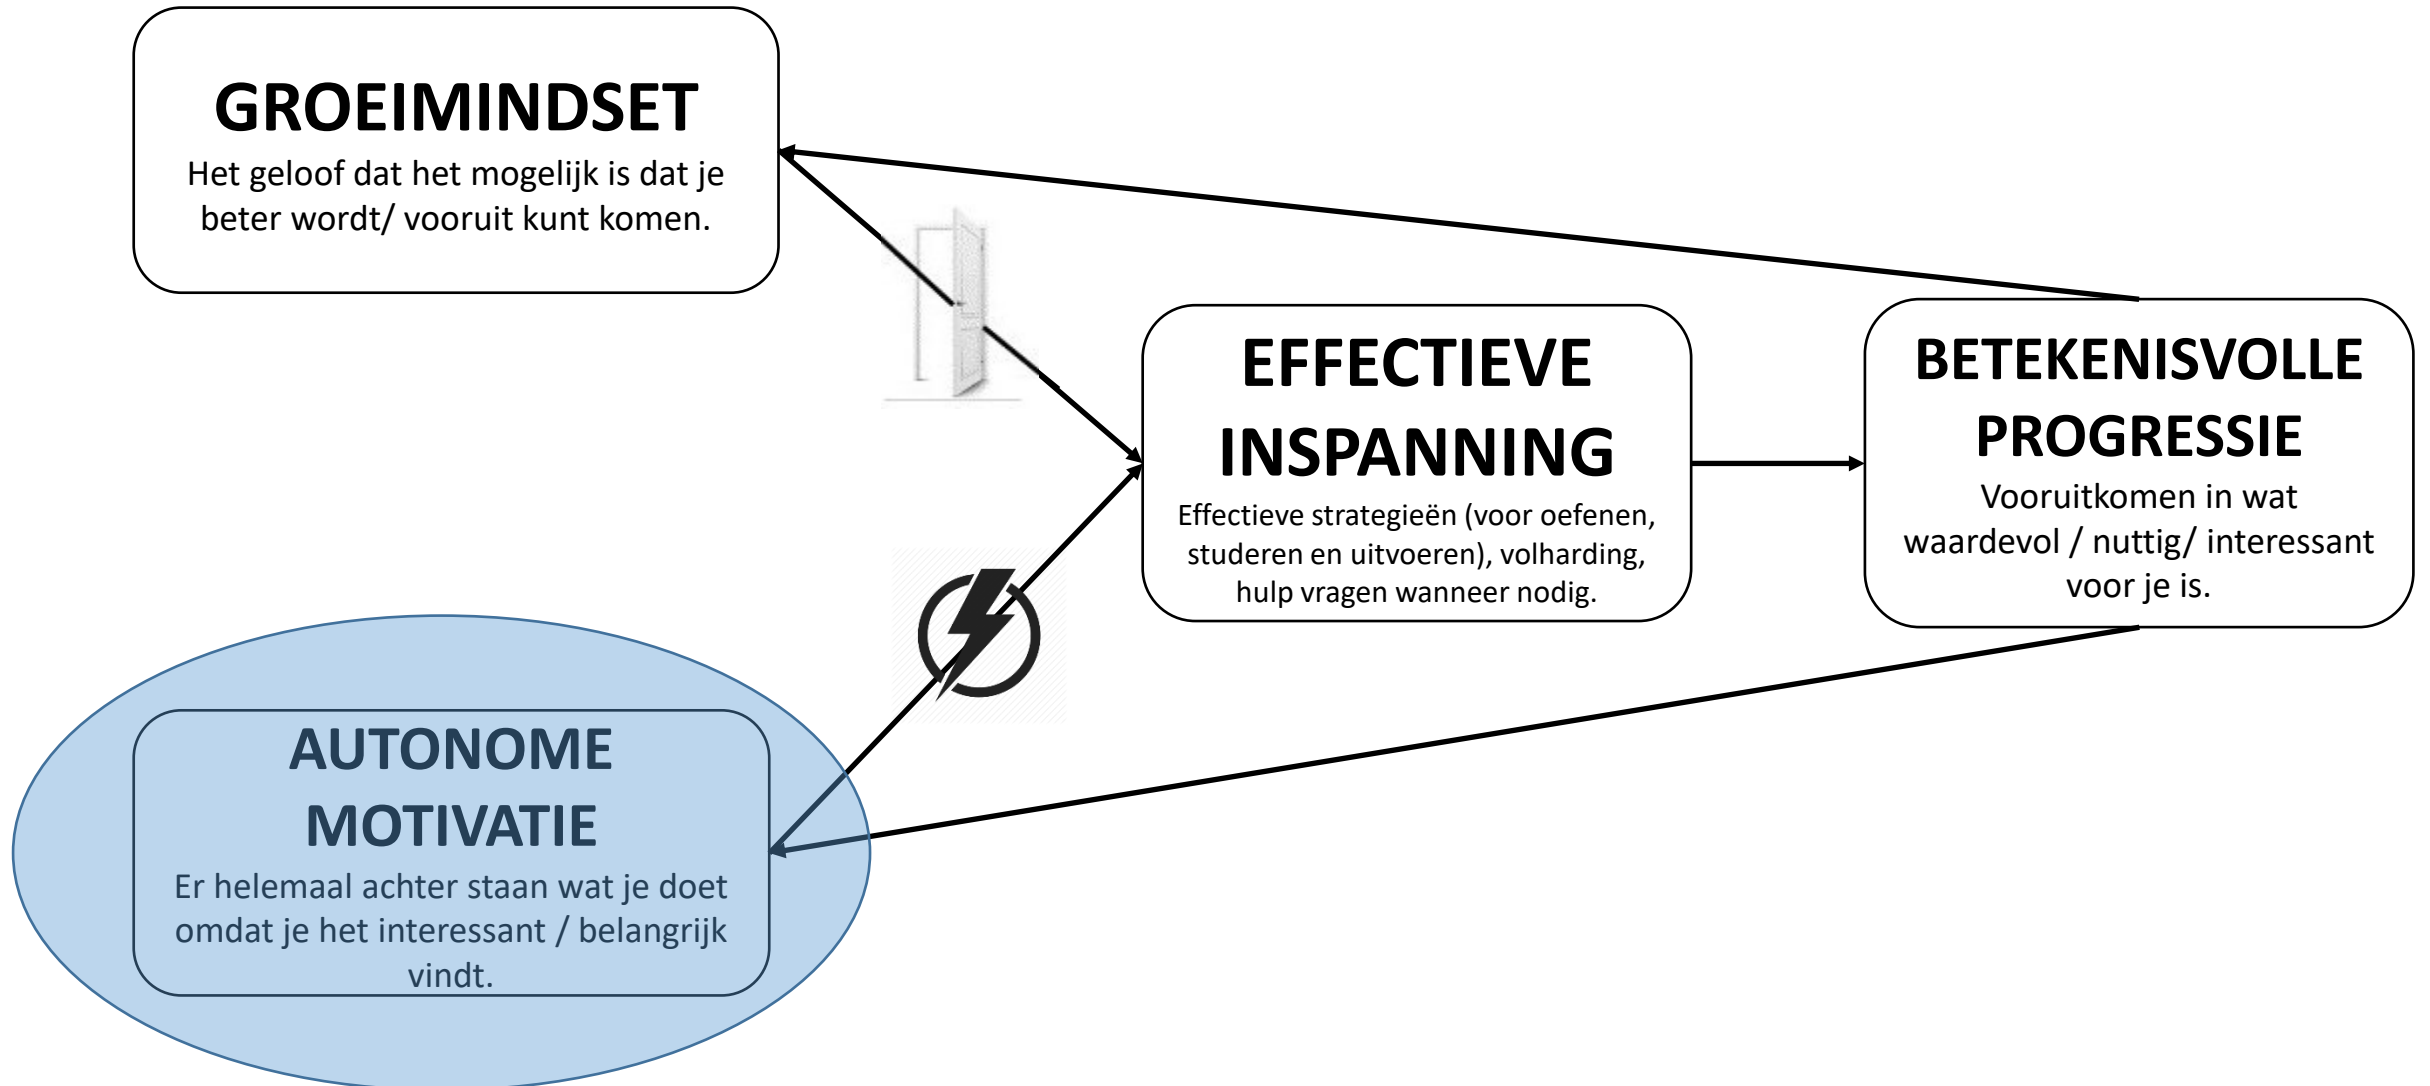 GROEIMINDSET
Het geloof dat het mogelijk is dat je
beter wordt/ vooruit kunt komen.
EFFECTIEVE
INSPANNING
Effectieve strategieën (voor oefenen,
studeren en uitvoeren), volharding,
hulp vragen wanneer nodig.
BETEKENISVOLLE
PROGRESSIE
Vooruitkomen in wat
waardevol / nuttig/ interessant
voor je is.
AUTONOME
MOTIVATIE
Er helemaal achter staan wat je doet
omdat je het interessant / belangrijk
vindt.